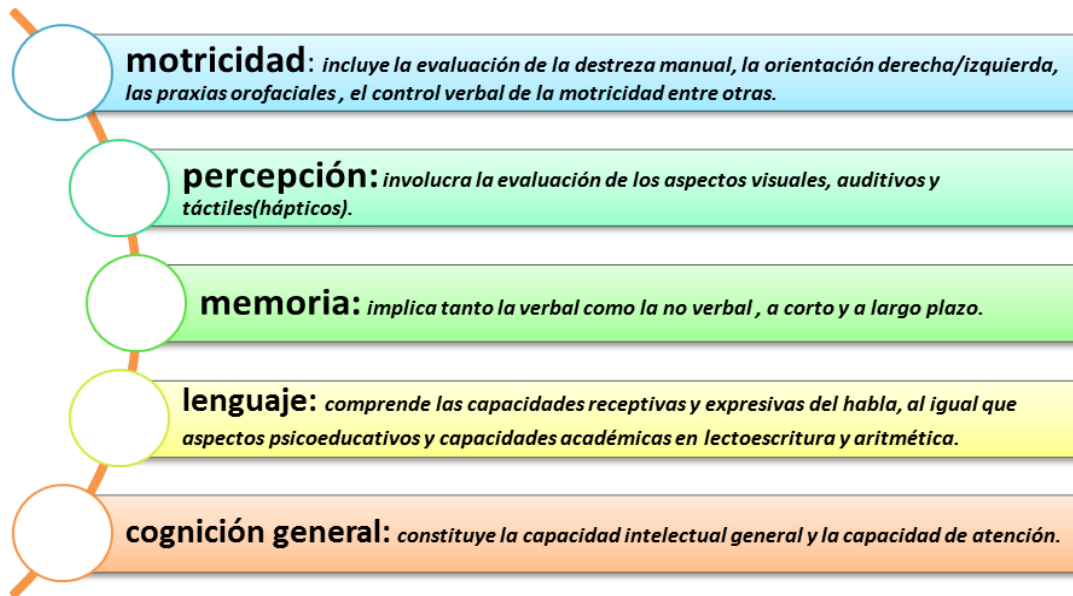 motricidad: incluye la evaluación de la destreza manual, la orientación derecha/izquierda,
las praxias orofaciales , el control verbal de la motricidad entre otras.
percepción: involucra la evaluación de los aspectos visuales, auditivos y
táctiles(hápticos).
memoria: implica tanto la verbal como la no verbal , a corto y a largo plazo.
lenguaje: comprende las capacidades receptivas y expresivas del habla, al igual que
aspectos psicoeducativos y capacidades académicas en lectoescritura y aritmética.
cognición general: constituye la capacidad intelectual general y la capacidad de atención.